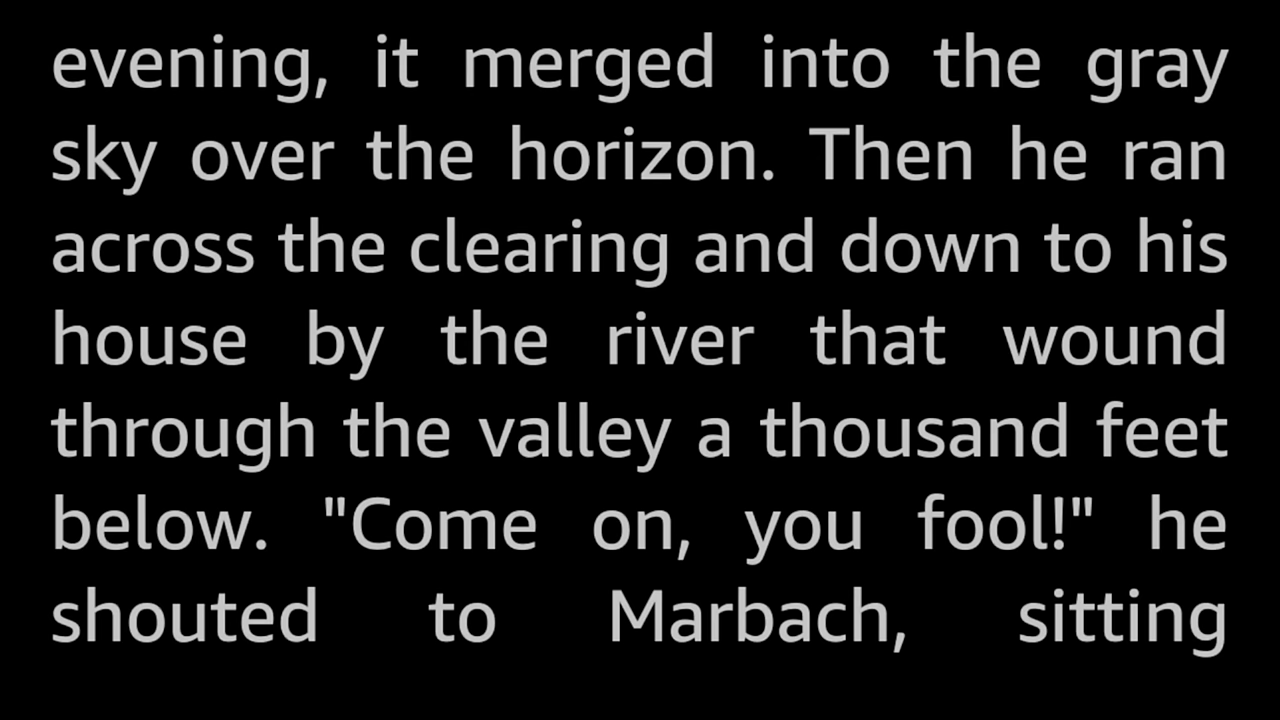 evening, it merged into the gray
sky over the horizon. Then he ran
across the clearing and down to his
house by the river that wound
through the valley a thousand feet
below. "Come on, you fool!" he
shouted to Marbach, sitting